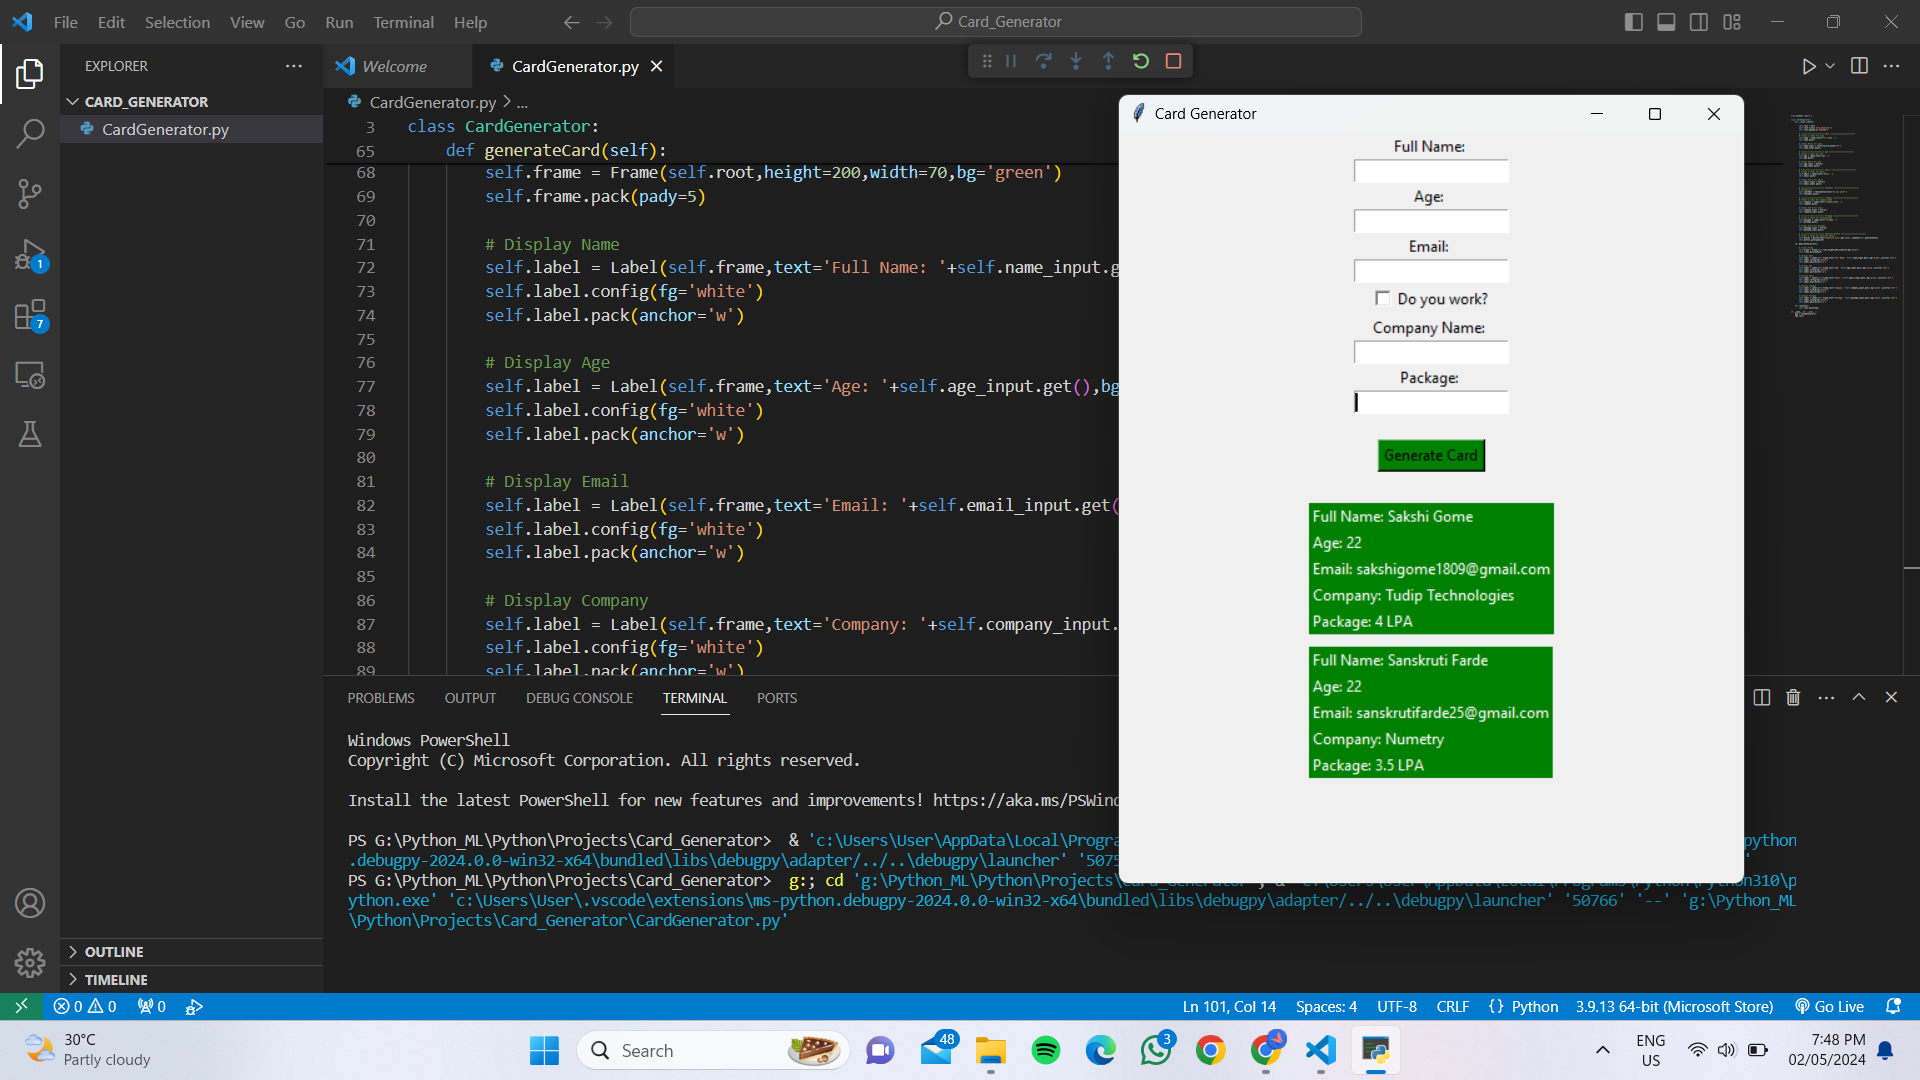 File Edit Selection View Go Run Terminal Help
Card_Generator
EXPLORER
CARD_GENERATOR
CardGenerator.py
OUTLINE
TIMELINE
Welcome
CardGenerator.py
CardGenerator.py > ...
3 class CardGenerator:
65 def generateCard(self):
68 self.frame = Frame(self.root,height=200,width=70,bg='green')
69 self.frame.pack(pady=5)
70
71 # Display Name
72 self.label = Label(self.frame,text='Full Name: '+self.name_input.g
73 self.label.config(fg='white')
74 self.label.pack(anchor='w')
75
76 # Display Age
77 self.label = Label(self.frame,text='Age: '+self.age_input.get(),bg
78 self.label.config(fg='white')
79 self.label.pack(anchor='w')
80
81 # Display Email
82 self.label = Label(self.frame,text='Email: '+self.email_input.get(
83 self.label.config(fg='white')
84 self.label.pack(anchor='w')
85
86 # Display Company
87 self.label = Label(self.frame,text='Company: '+self.company_input.
88 self.label.config(fg='white')
89 self.label.pack(anchor='w')
Card Generator
Full Name:
Age:
Email:
Do you work?
Company Name:
Package:
Generate Card
Full Name: Sakshi Gome
Age: 22
Email: sakshigome1809@gmail.com
Company: Tudip Technologies
Package: 4 LPA
Full Name: Sanskruti Farde
Age: 22
Email: sanskrutifarde25@gmail.com
Company: Numetry
Package: 3.5 LPA
PROBLEMS OUTPUT DEBUG CONSOLE TERMINAL PORTS
Windows PowerShell
Copyright (C) Microsoft Corporation. All rights reserved.
Install the latest PowerShell for new features and improvements! https://aka.ms/PSWind
PS G:\Python_ML\Python\Projects\Card_Generator> & 'c:\Users\User\AppData\Local\Progra python
.debugpy-2024.0.0-win32-x64\bundled\libs\debugpy\adapter/../..\debugpy\launcher' '5075 '
PS G:\Python_ML\Python\Projects\Card_Generator> g:; cd 'g:\Python_ML\Python\Projects\Card_Generator'; & 'c:\Users\User\AppData\Local\Programs\Python\Python310\p
ython.exe' 'c:\Users\User\.vscode\extensions\ms-python.debugpy-2024.0.0-win32-x64\bundled\libs\debugpy\adapter/../..\debugpy\launcher' '50766' '--' 'g:\Python_ML
\Python\Projects\Card_Generator\CardGenerator.py'
1
7
0 0 0
Ln 101, Col 14 Spaces: 4 UTF-8 CRLF {} Python 3.9.13 64-bit (Microsoft Store) Go Live
30°C
Partly cloudy
Search
48
3
ENG
US
7:48 PM
02/05/2024